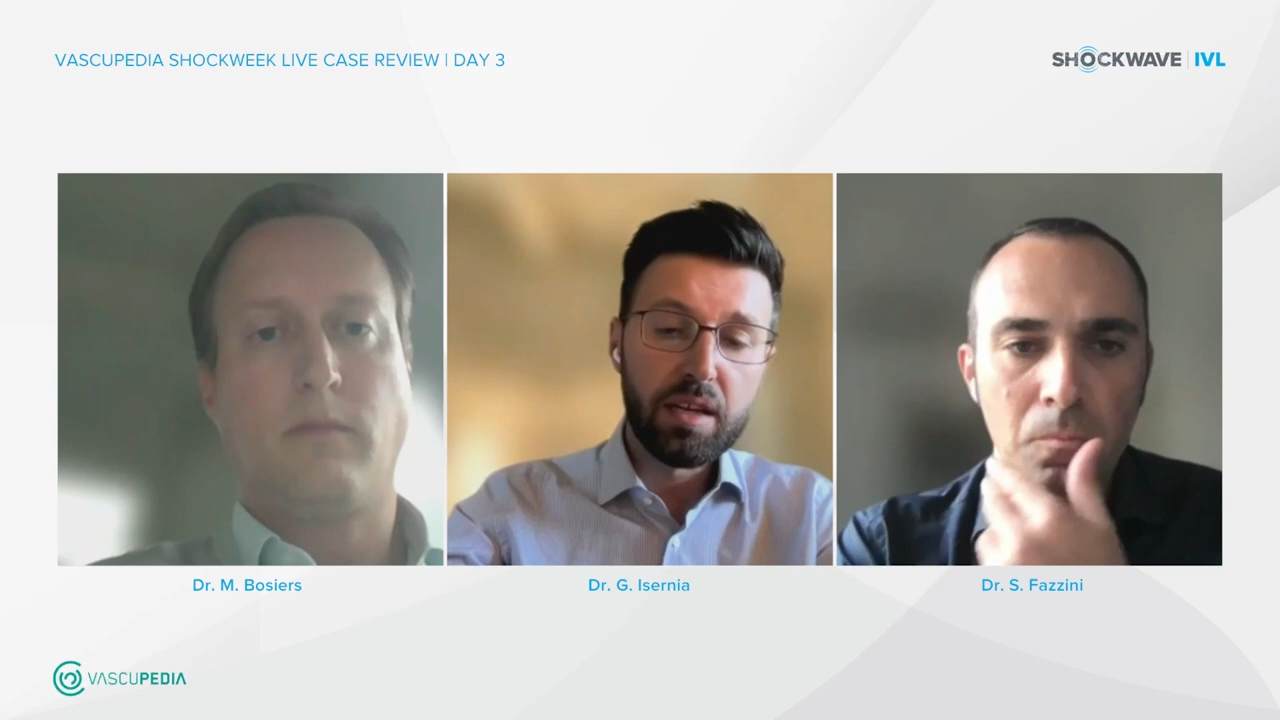 VASCUPEDIA SHOCKWEEK LIVE CASE REVIEW | DAY 3
SHOCKWAVE | IVL
Dr. M. Bosiers
Dr. G. Isernia
Dr. S. Fazzini
VASCUPEDIA